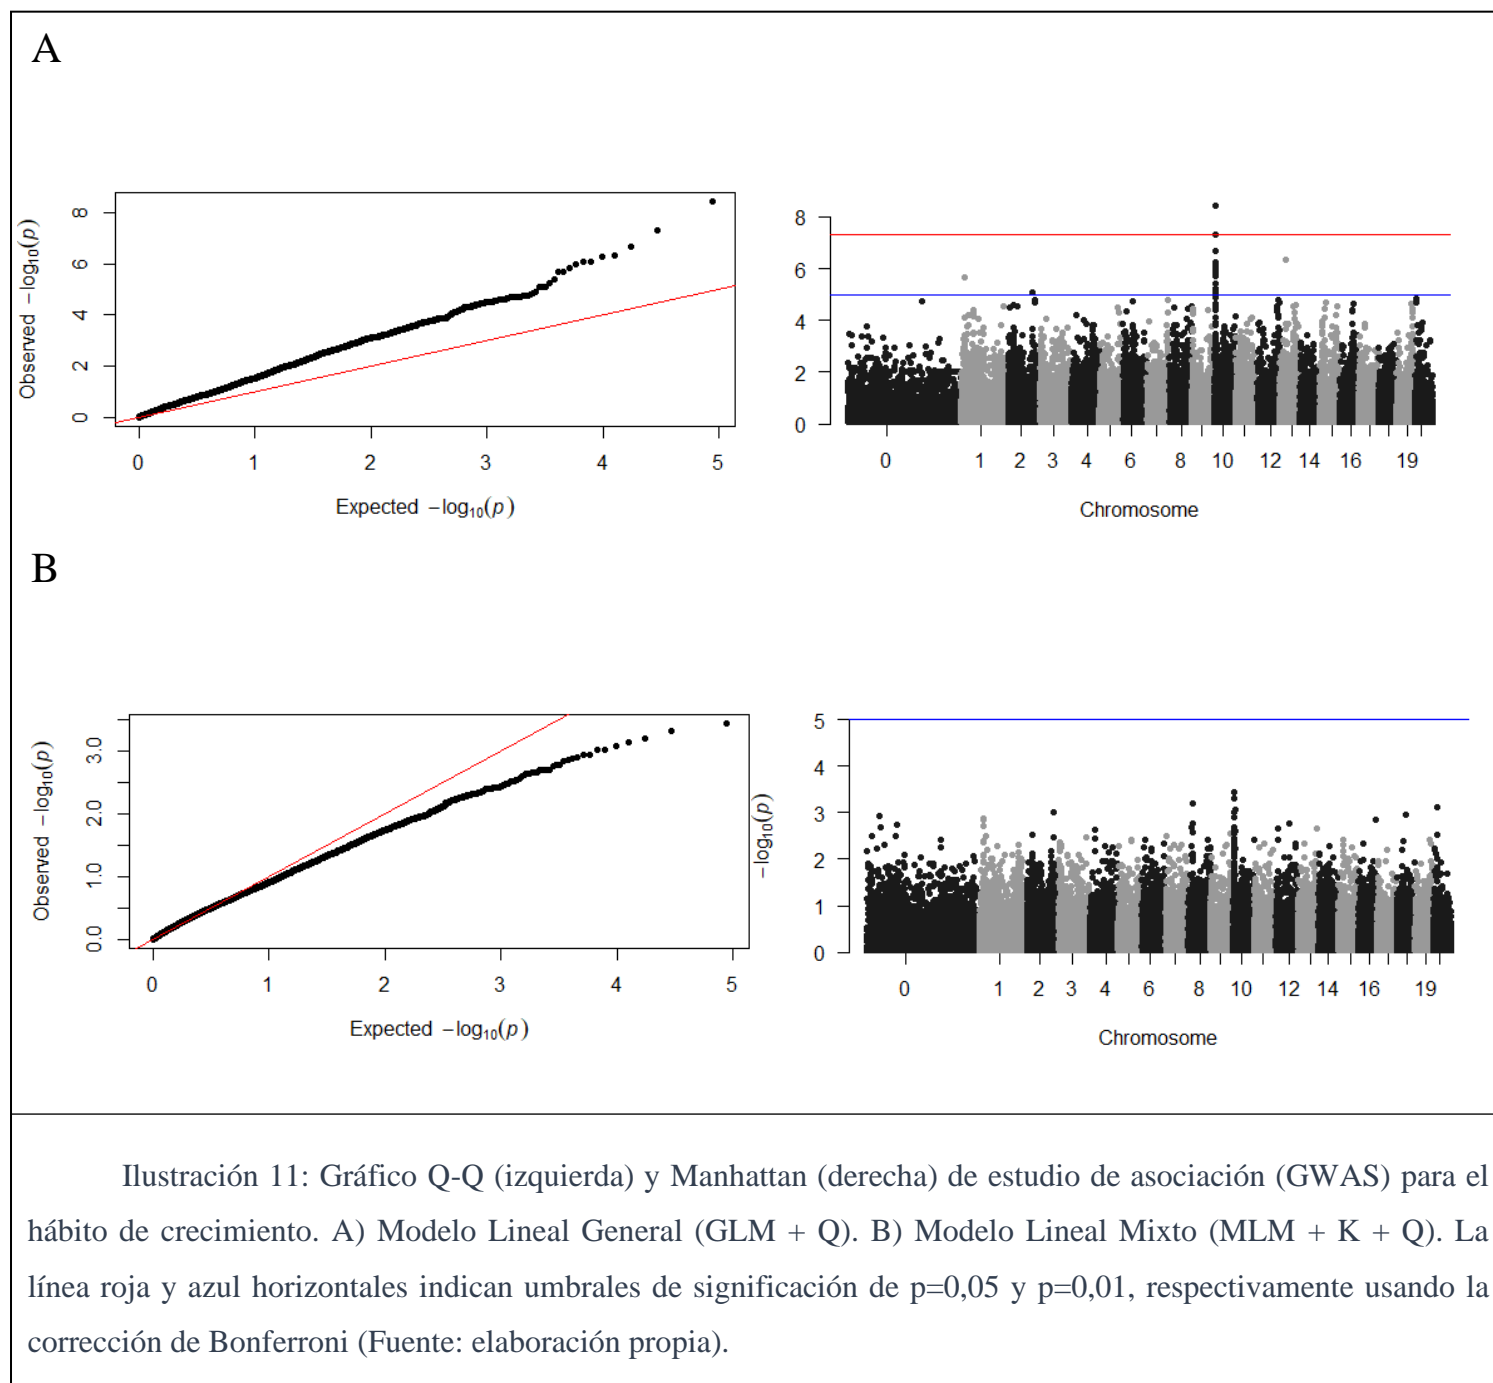 A
Observed −log10(p)
8
6
4
2
0
0 1 2 3 4 5
Expected −log10(p)
8
6
4
2
0
0 1 2 3 4 6 8 10 12 14 16 19
Chromosome
B
Observed −log10(p)
3.0
2.0
1.0
0.0
0 1 2 3 4 5
Expected −log10(p)
−log10(p)
5
4
3
2
1
0
0 1 2 3 4 6 8 10 12 14 16 19
Chromosome
Ilustración 11: Gráfico Q-Q (izquierda) y Manhattan (derecha) de estudio de asociación (GWAS) para el
hábito de crecimiento. A) Modelo Lineal General (GLM + Q). B) Modelo Lineal Mixto (MLM + K + Q). La
línea roja y azul horizontales indican umbrales de significación de p=0,05 y p=0,01, respectivamente usando la
corrección de Bonferroni (Fuente: elaboración propia).